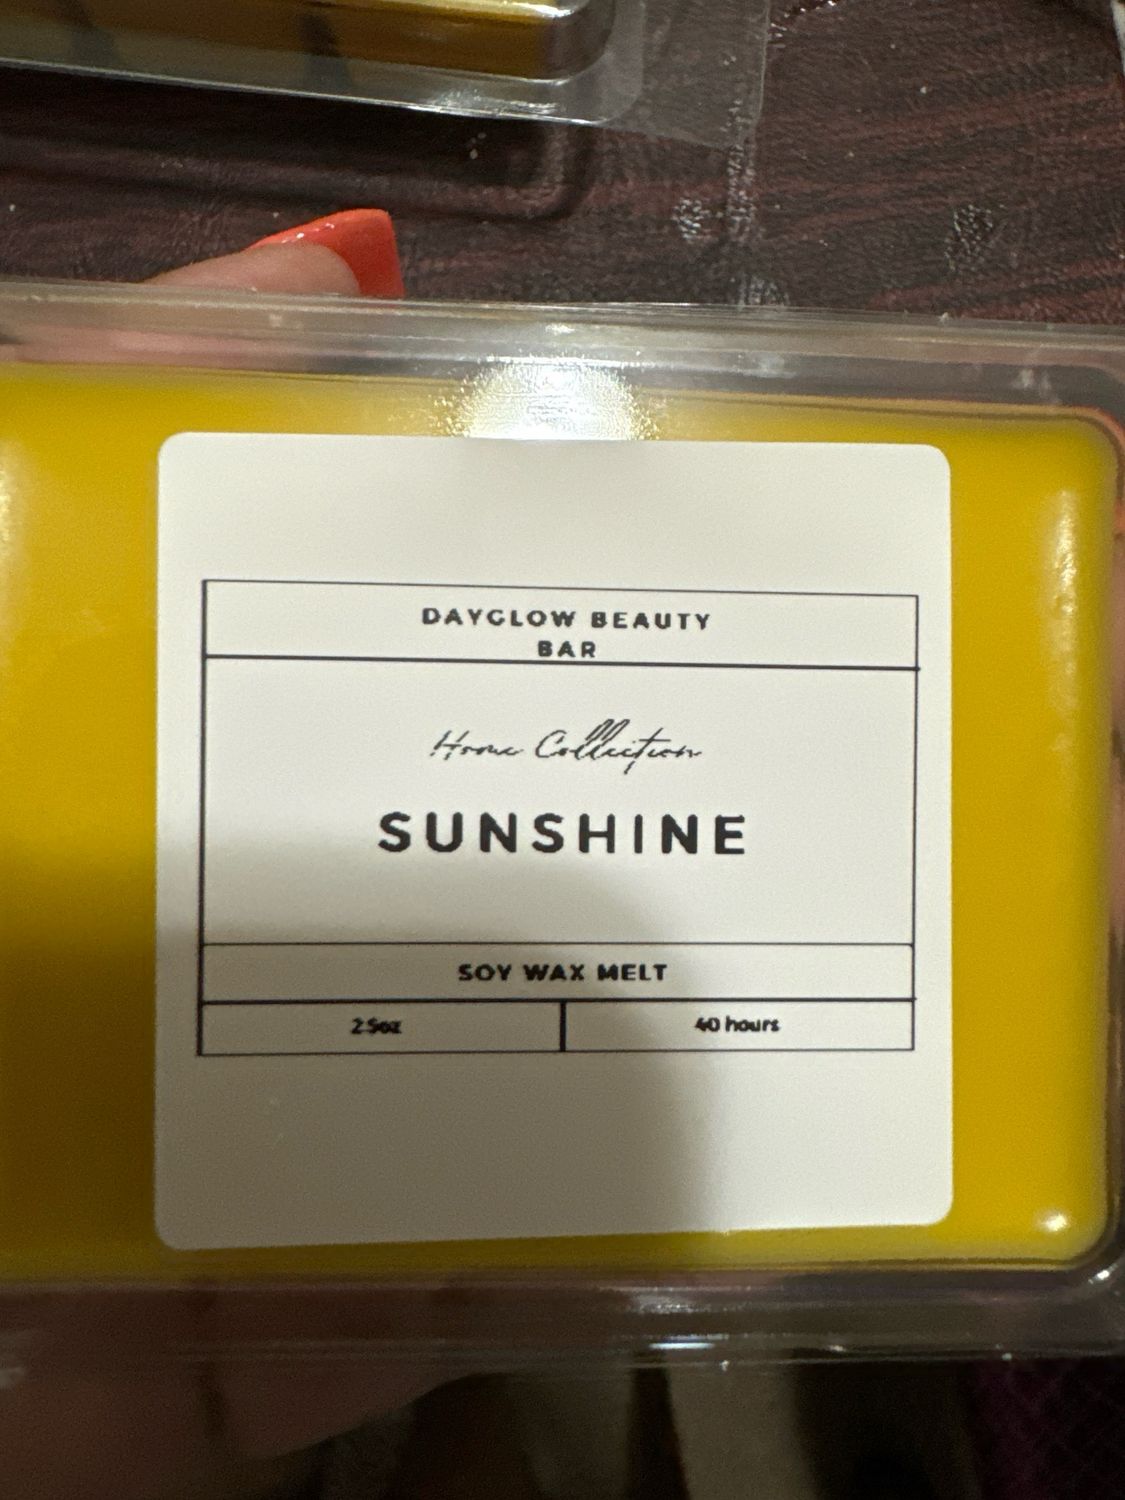 DAYGLOW BEAUTY
BAR
Home Collection
SUNSHINE
SOY WAX MELT
2.5oz
40 hours